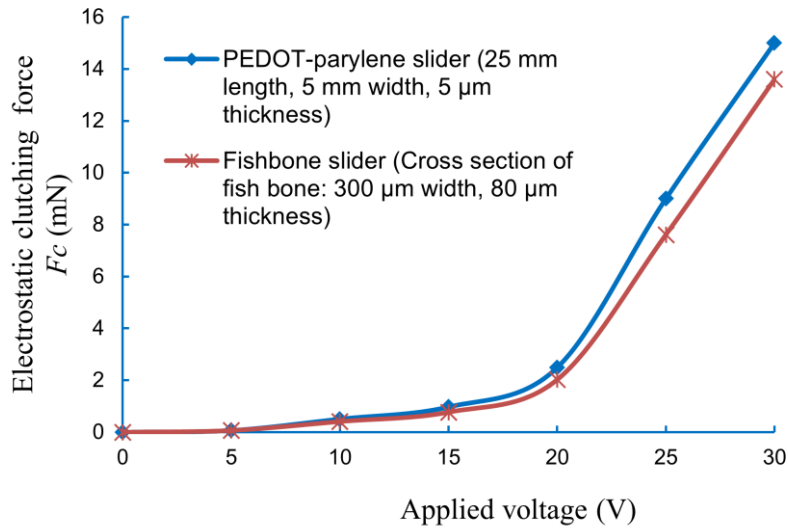 16
14
12
10
8
6
4
2
0
Electrostatic clutching force
Fc (mN)
PEDOT-parylene slider (25 mm
length, 5 mm width, 5 µm
thickness)
Fishbone slider (Cross section of
fish bone: 300 µm width, 80 µm
thickness)
0 5 10 15 20 25 30
Applied voltage (V)